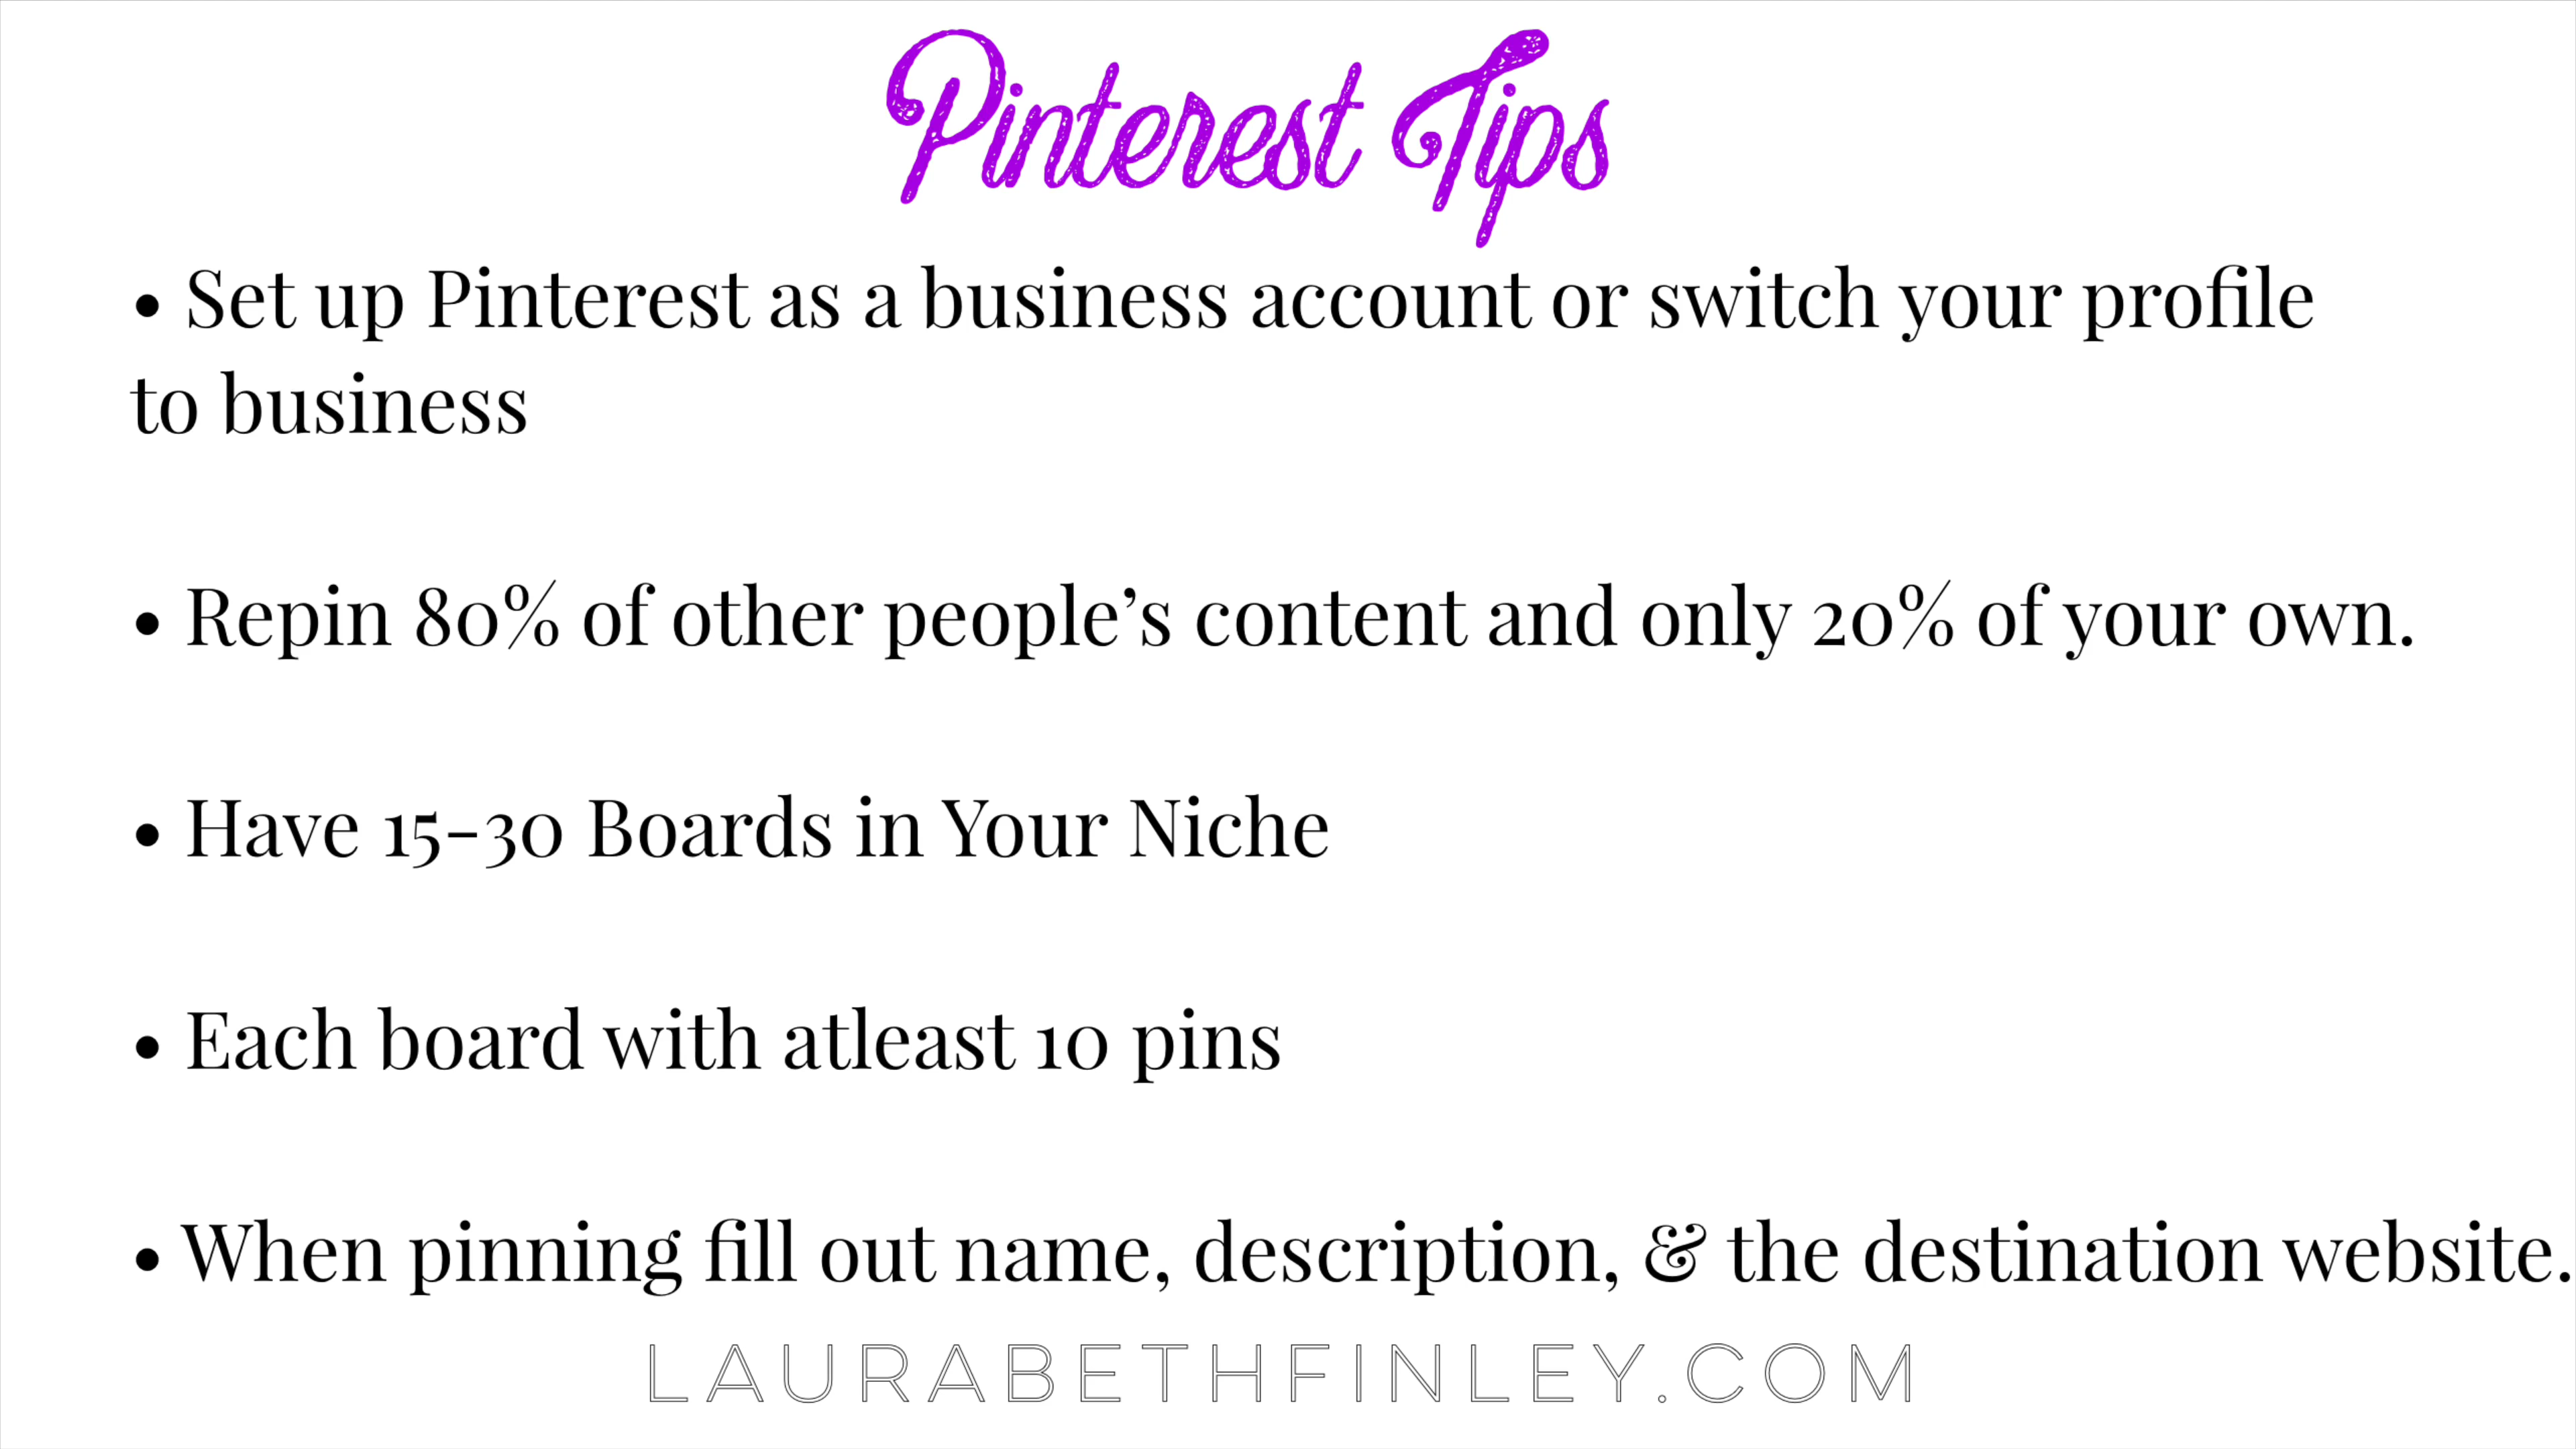 Pinterest Tips
• Set up Pinterest as a business account or switch your profile
to business
• Repin 80% of other people’s content and only 20% of your own.
• Have 15-30 Boards in Your Niche
• Each board with atleast 10 pins
• When pinning fill out name, description, & the destination website.
LAURABETHFINLEY.COM